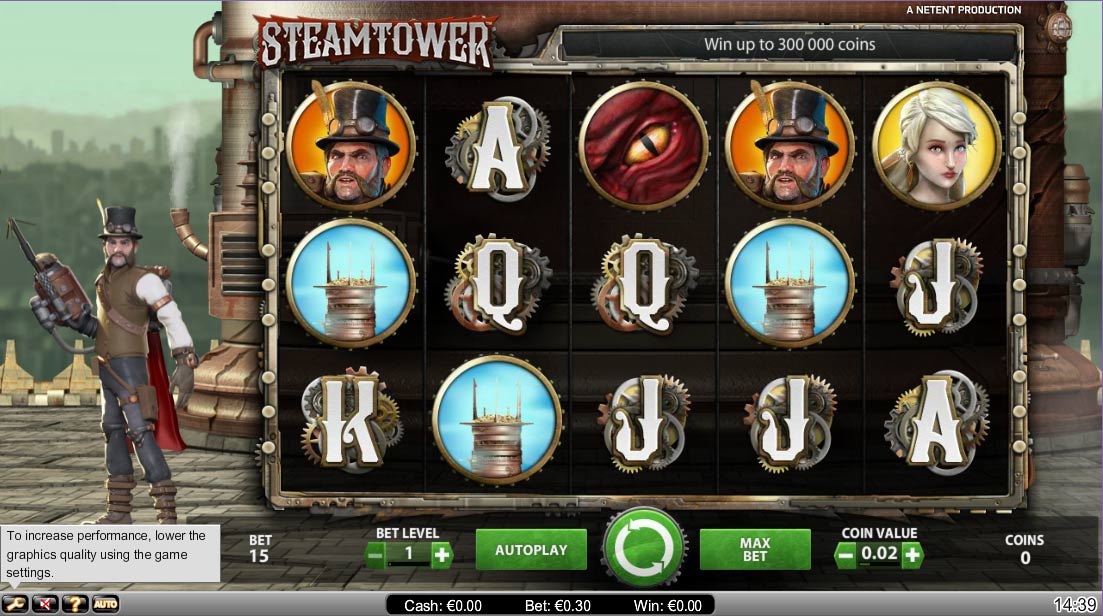 A NETENT PRODUCTION
STEAMTOWER
Win up to 300 000 coins
A
Q Q J
K J J A
To increase performance, lower the
graphics quality using the game
settings.
BET
15
BET LEVEL
1
AUTOPLAY
MAX
BET
COIN VALUE
0.02
COINS
0
?
AUTO
Cash: €0.00 Bet: €0.30 Win: €0.00
14:39